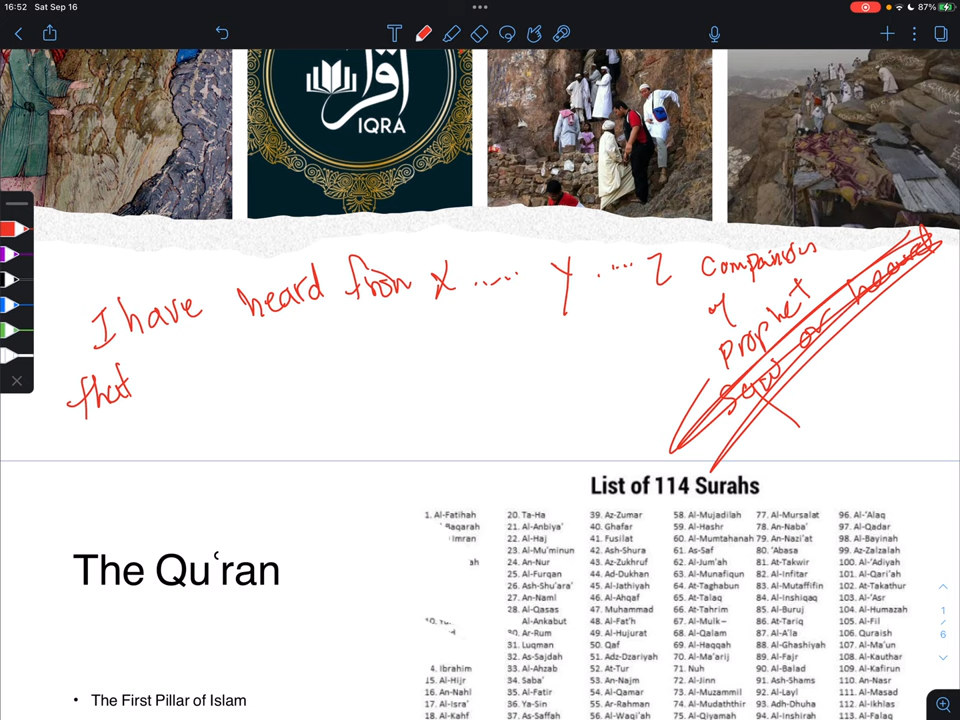 16:52 Sat Sep 16
87%
اقرأ
IQRA
I have heard from X ..... Y ..... Z
of
Prophet
that
List of 114 Surahs
1. Al-Fatihah 20. Ta-Ha 39. Az-Zumar 58. Al-Mujadilah 77. Al-Mursalat 96. Al-'Alaq
Baqarah 21. Al-Anbiya' 40. Ghafar 59. Al-Hashr 78. An-Naba' 97. Al-Qadar
Imran 22. Al-Haj 41. Fusilat 60. Al-Mumtahanah 79. An-Nazi'at 98. Al-Bayinah
ah 23. Al-Mu'minun 42. Ash-Shura 61. As-Saf 80. 'Abasa 99. Az-Zalzalah
24. An-Nur 43. Az-Zukhruf 62. Al-Jum'ah 81. At-Takwir 100. Al-'Adiyah
25. Al-Furqan 44. Ad-Dukhan 63. Al-Munafiqun 82. Al-Infitar 101. Al-Qari'ah
26. Ash-Shu'ara' 45. Al-Jathiyah 64. At-Taghabun 83. Al-Mutaffifin 102. At-Takathur
27. An-Naml 46. Al-Ahqaf 65. At-Talaq 84. Al-Inshiqaq 103. Al-'Asr
28. Al-Qasas 47. Muhammad 66. At-Tahrim 85. Al-Buruj 104. Al-Humazah
Al-Ankabut 48. Al-Fat'h 67. Al-Mulk– 86. At-Tariq 105. Al-Fil
30. Ar-Rum 49. Al-Hujurat 68. Al-Qalam 87. Al-A'la 106. Quraish
31. Luqman 50. Qaf 69. Al-Haqqah 88. Al-Ghashiyah 107. Al-Ma'un
32. As-Sajdah 51. Adz-Dzariyah 70. Al-Ma'arij 89. Al-Fajr 108. Al-Kauthar
4. Ibrahim 33. Al-Ahzab 52. At-Tur 71. Nuh 90. Al-Balad 109. Al-Kafirun
15. Al-Hijr 34. Saba' 53. An-Najm 72. Al-Jinn 91. Ash-Shams 110. An-Nasr
16. An-Nahl 35. Al-Fatir 54. Al-Qamar 73. Al-Muzammil 92. Al-Layl 111. Al-Masad
17. Al-Isra' 36. Ya-Sin 55. Ar-Rahman 74. Al-Mudaththir 93. Adh-Dhuha 112. Al-Ikhlas
18. Al-Kahf 37. As-Saffah 56. Al-Waqi'ah 75. Al-Qiyamah 94. Al-Inshirah 113. Al-Falaq
The Quʿran
• The First Pillar of Islam
1
/
6